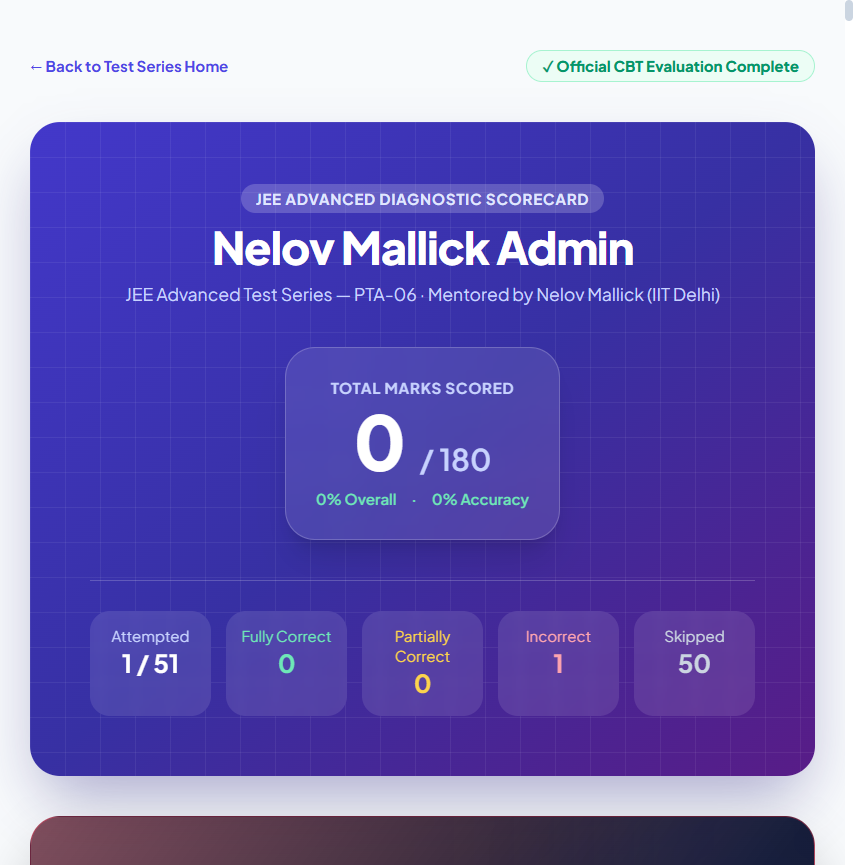 ← Back to Test Series Home
✓ Official CBT Evaluation Complete
JEE ADVANCED DIAGNOSTIC SCORECARD
Nelov Mallick Admin
JEE Advanced Test Series — PTA-06 · Mentored by Nelov Mallick (IIT Delhi)
TOTAL MARKS SCORED
0 / 180
0% Overall · 0% Accuracy
Attempted
1 / 51
Fully Correct
0
Partially
Correct
0
Incorrect
1
Skipped
50